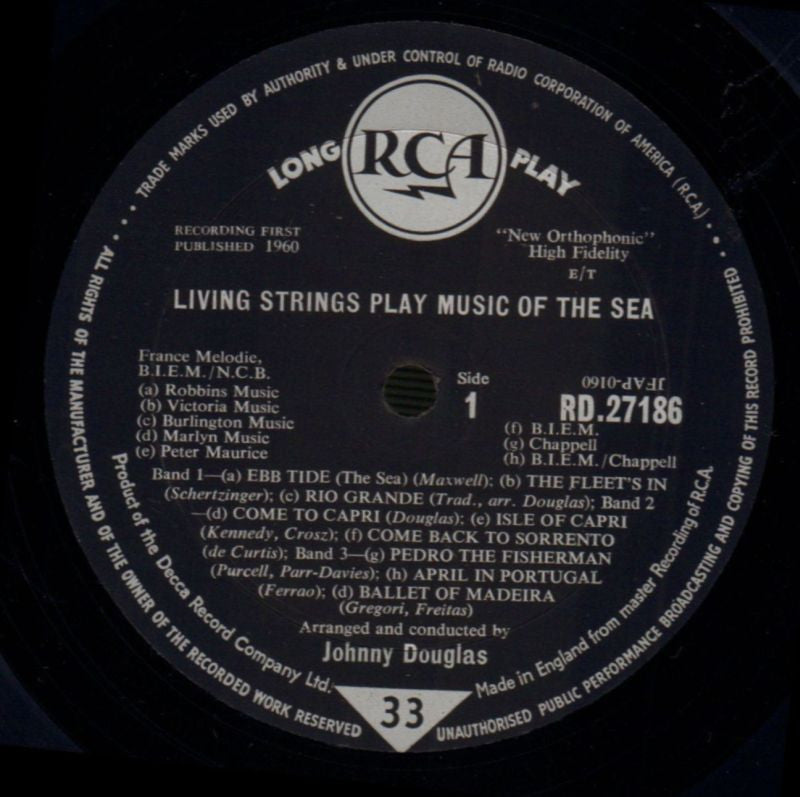 TRADE MARKS USED BY AUTHORITY & UNDER CONTROL OF RADIO CORPORATION OF AMERICA (R.C.A.)
LONG RCA PLAY
RECORDING FIRST
PUBLISHED 1960
"New Orthophonic"
High Fidelity
E/T
LIVING STRINGS PLAY MUSIC OF THE SEA
France Melodie,
B.I.E.M./N.C.B.
(a) Robbins Music
(b) Victoria Music
(c) Burlington Music
(d) Marlyn Music
(e) Peter Maurice
Side
1
JFAP-0160
RD.27186
(f) B.I.E.M.
(g) Chappell
(h) B.I.E.M./Chappell
Band 1—(a) EBB TIDE (The Sea) (Maxwell); (b) THE FLEET'S IN
(Schertzinger); (c) RIO GRANDE (Trad., arr. Douglas); Band 2
—(d) COME TO CAPRI (Douglas); (e) ISLE OF CAPRI
(Kennedy, Crosz); (f) COME BACK TO SORRENTO
(de Curtis); Band 3—(g) PEDRO THE FISHERMAN
(Purcell, Parr-Davies); (h) APRIL IN PORTUGAL
(Ferrao); (d) BALLET OF MADEIRA
(Gregori, Freitas)
Arranged and conducted by
Johnny Douglas
Product of the Decca Record Company Ltd.
Made in England from master Recording of R.C.A.
33
ALL RIGHTS OF THE MANUFACTURER AND OF THE OWNER OF THE RECORDED WORK RESERVED
UNAUTHORISED PUBLIC PERFORMANCE BROADCASTING AND COPYING OF THIS RECORD PROHIBITED